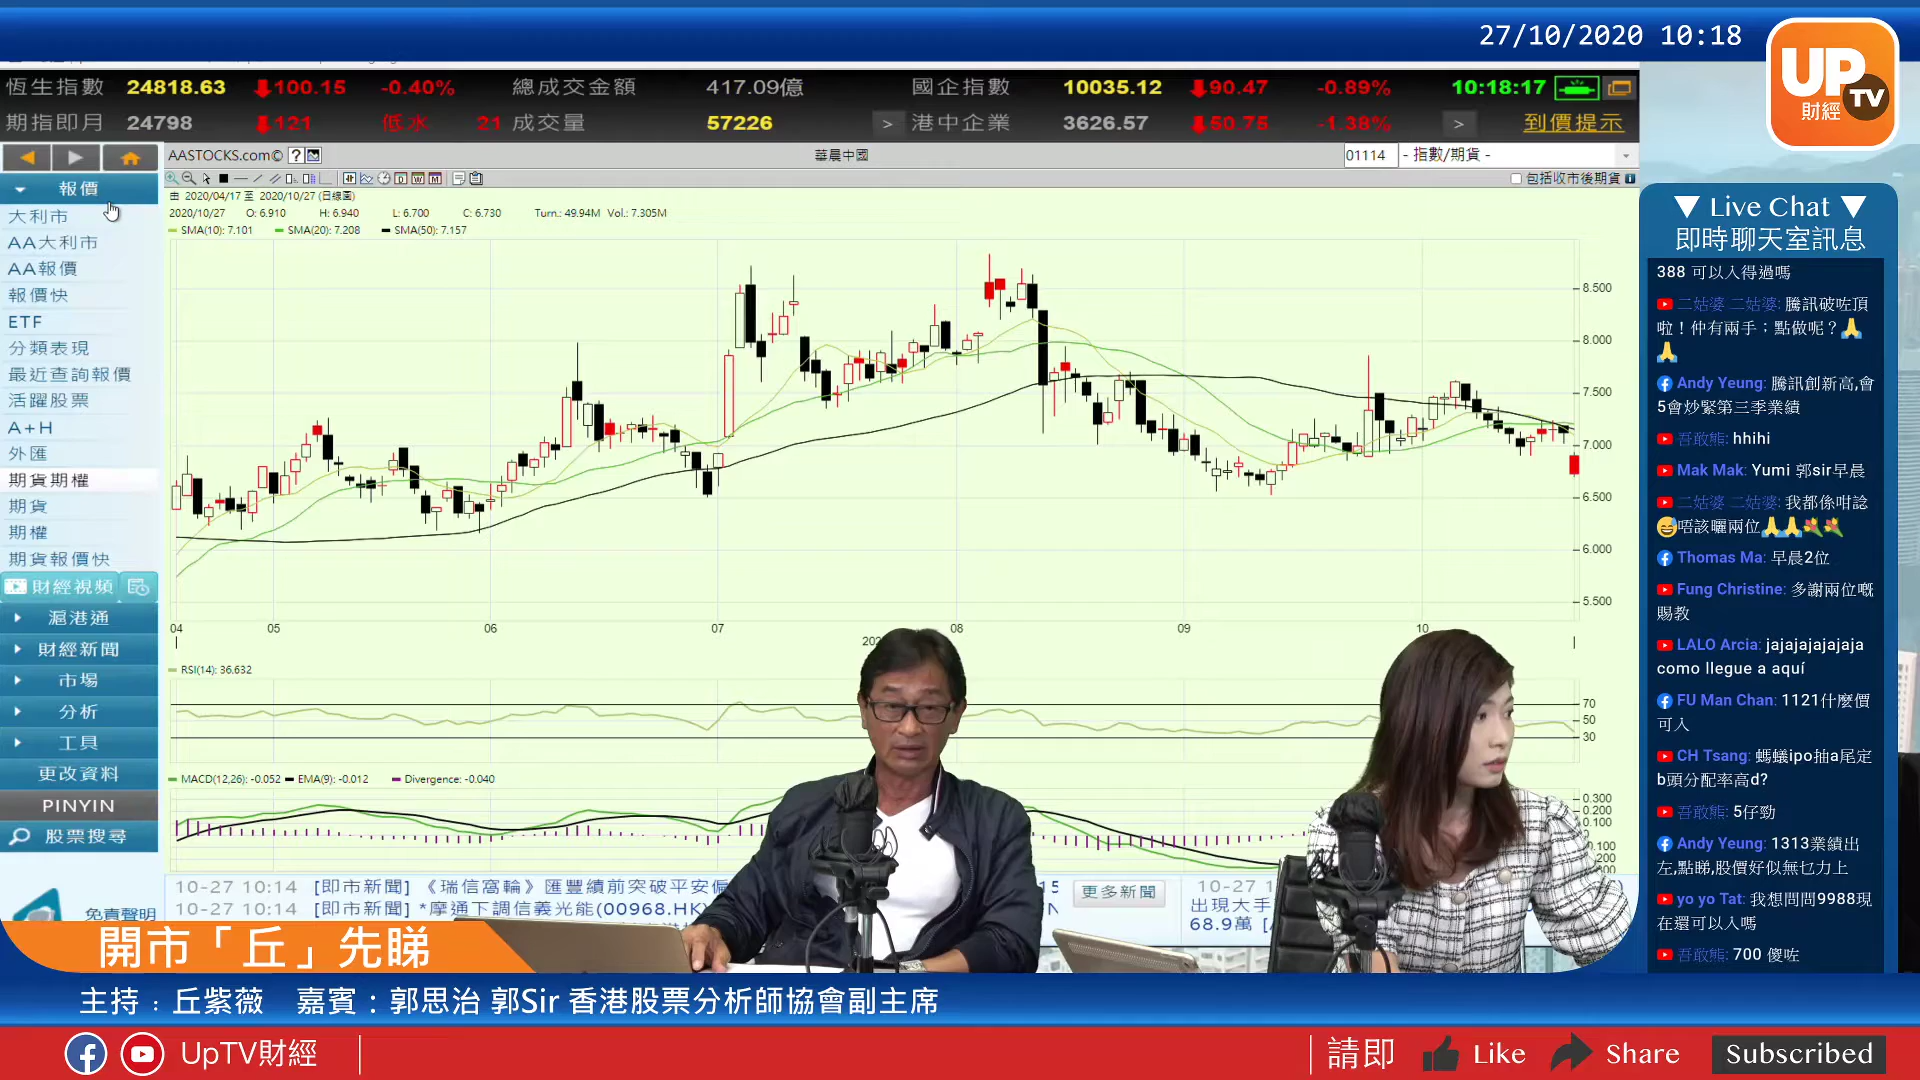 27/10/2020 10:18
UP TV 財經
恆生指數 24818.63 100.15 -0.40% 總成交金額 417.09億 國企指數 10035.12 90.47 -0.89% 10:18:17
期指即月 24798 121 低水 21 成交量 57226 > 港中企業 3626.57 50.75 -1.38% > 到價提示
AASTOCKS.com© ? 華晨中國 01114 - 指數/期貨 -
包括收市後期貨
由 2020/04/17 至 2020/10/27 (日線圖)
2020/10/27 O: 6.910 H: 6.940 L: 6.700 C: 6.730 Turn.: 49.94M Vol.: 7.305M
SMA(10): 7.101 SMA(20): 7.208 SMA(50): 7.157
報價
大利市
AA大利市
AA報價
報價快
ETF
分類表現
最近查詢報價
活躍股票
A+H
外匯
期貨期權
期貨
期權
期貨報價快
財經視頻
滬港通
財經新聞
市場
分析
工具
更改資料
PINYIN
股票搜尋
免責聲明
8.500
8.000
7.500
7.000
6.500
6.000
5.500
04 05 06 07 08 09 10
RSI(14): 36.632
70
50
30
MACD(12,26): -0.052 EMA(9): -0.012 Divergence: -0.040
0.300
0.200
0.100
10-27 10:14 [即市新聞] 《瑞信窩輪》匯豐績前突破平安
10-27 10:14 [即市新聞] *摩通下調信義光能(00968.HK)
更多新聞
10-27 1
出現大手
68.9萬
▼ Live Chat ▼
即時聊天室訊息
388 可以入得過嗎
二姑婆 二姑婆: 騰訊破咗頂
啦！仲有兩手；點做呢？🙏
🙏
Andy Yeung: 騰訊創新高,會
5會炒緊第三季業績
吾敢熊: hhihi
Mak Mak: Yumi 郭sir早晨
二姑婆 二姑婆: 我都係咁諗
😅唔該曬兩位🙏🙏💐💐
Thomas Ma: 早晨2位
Fung Christine: 多謝兩位嘅
賜教
LALO Arcia: jajajajajajaja
como llegue a aquí
FU Man Chan: 1121什麼價
可入
CH Tsang: 螞蟻ipo抽a尾定
b頭分配率高d?
吾敢熊: 5仔勁
Andy Yeung: 1313業績出
左,點睇,股價好似無乜力上
yo yo Tat: 我想問問9988現
在還可以入嗎
吾敢熊: 700 傻咗
開市「丘」先睇
主持：丘紫薇 嘉賓：郭思治 郭Sir 香港股票分析師協會副主席
UpTV財經
請即 Like Share Subscribed